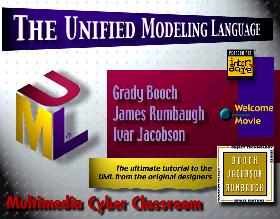 THE UNIFIED MODELING LANGUAGE
UML
Grady Booch
James Rumbaugh
Ivar Jacobson
Welcome
Movie
The ultimate tutorial to the
UML from the original designers
BOOCH
JACOBSON
RUMBAUGH
Multimedia Cyber Classroom